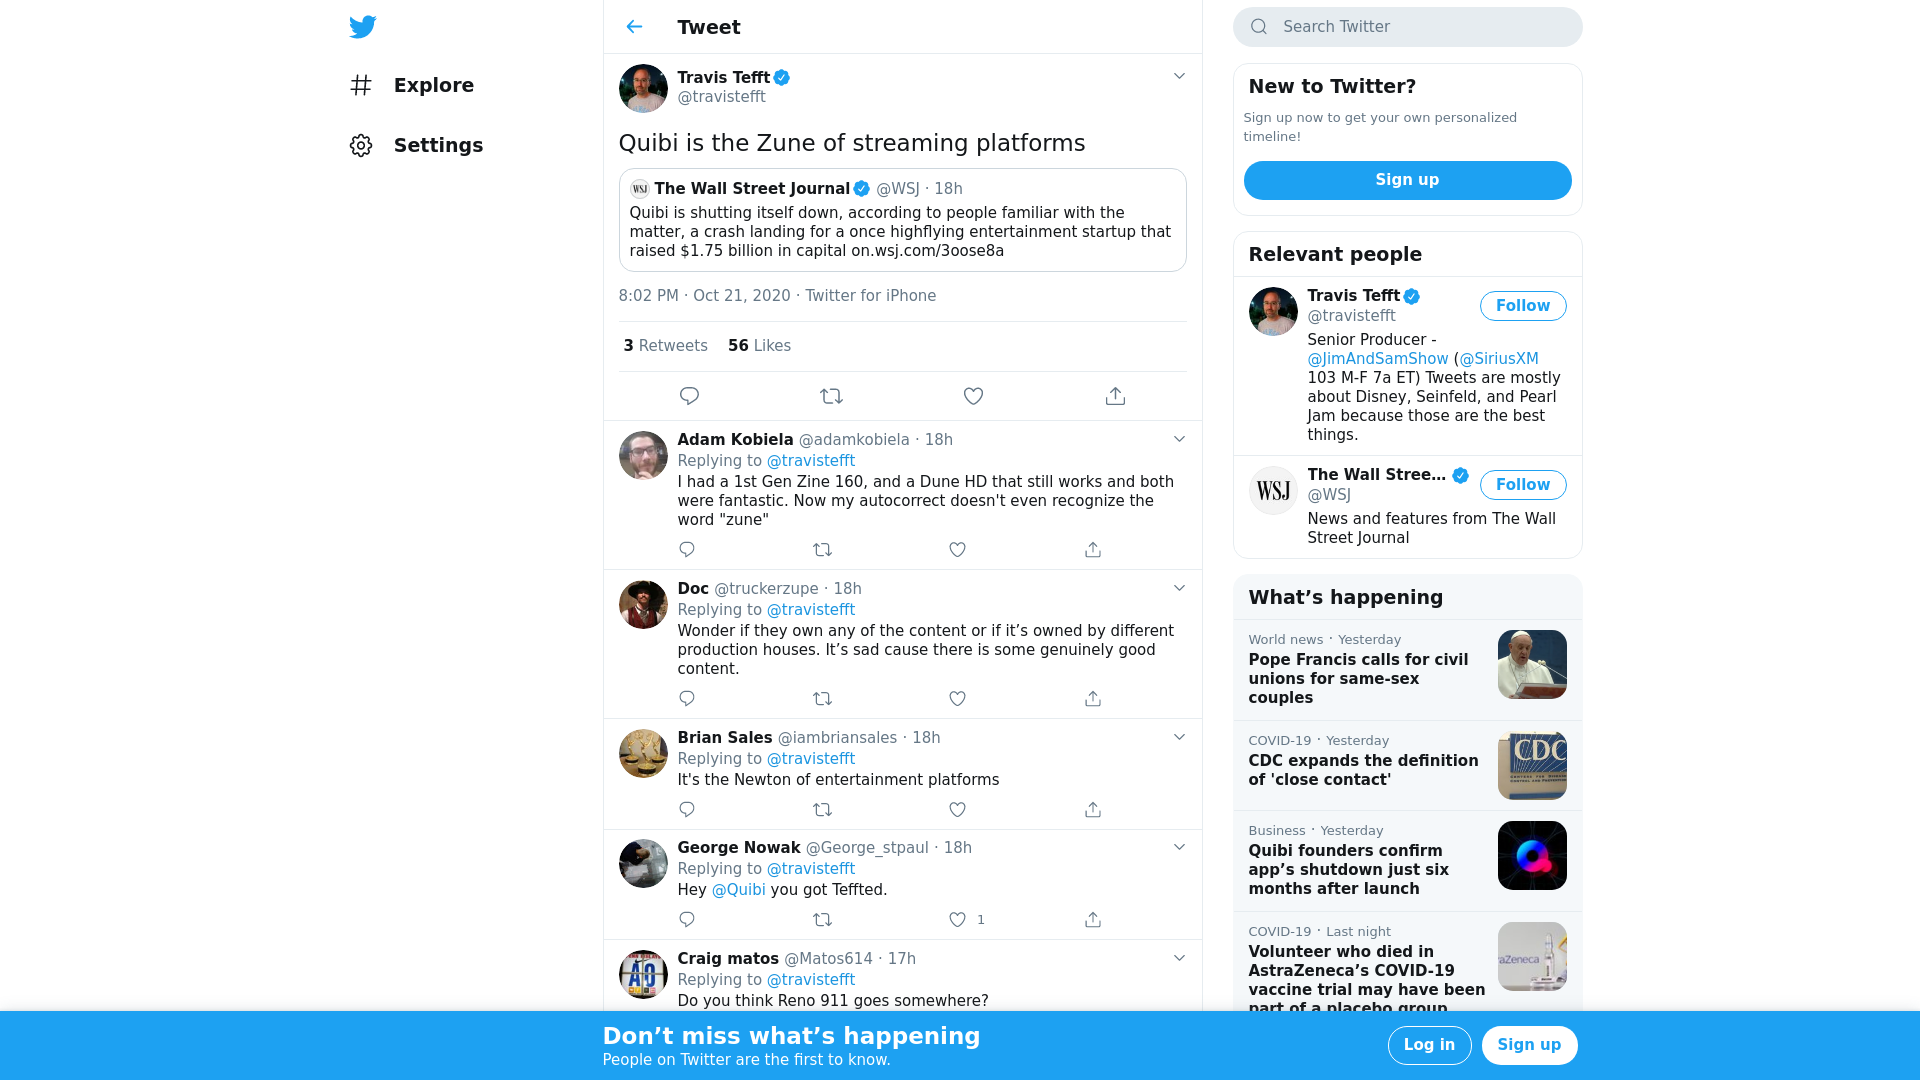 Explore
Settings
Tweet
Travis Tefft
@travistefft
Quibi is the Zune of streaming platforms
WSJ The Wall Street Journal @WSJ · 18h
Quibi is shutting itself down, according to people familiar with the
matter, a crash landing for a once highflying entertainment startup that
raised $1.75 billion in capital on.wsj.com/3oose8a
8:02 PM · Oct 21, 2020 · Twitter for iPhone
3 Retweets 56 Likes
Adam Kobiela @adamkobiela · 18h
Replying to @travistefft
I had a 1st Gen Zine 160, and a Dune HD that still works and both
were fantastic. Now my autocorrect doesn't even recognize the
word "zune"
Doc @truckerzupe · 18h
Replying to @travistefft
Wonder if they own any of the content or if it’s owned by different
production houses. It’s sad cause there is some genuinely good
content.
Brian Sales @iambriansales · 18h
Replying to @travistefft
It's the Newton of entertainment platforms
George Nowak @George_stpaul · 18h
Replying to @travistefft
Hey @Quibi you got Teffted.
1
Craig matos @Matos614 · 17h
Replying to @travistefft
Do you think Reno 911 goes somewhere?
Search Twitter
New to Twitter?
Sign up now to get your own personalized
timeline!
Sign up
Relevant people
Travis Tefft
@travistefft
Follow
Senior Producer -
@JimAndSamShow (@SiriusXM
103 M-F 7a ET) Tweets are mostly
about Disney, Seinfeld, and Pearl
Jam because those are the best
things.
WSJ
The Wall Stree...
@WSJ
Follow
News and features from The Wall
Street Journal
What’s happening
World news · Yesterday
Pope Francis calls for civil
unions for same-sex
couples
COVID-19 · Yesterday
CDC expands the definition
of 'close contact'
CDC
Business · Yesterday
Quibi founders confirm
app’s shutdown just six
months after launch
COVID-19 · Last night
Volunteer who died in
AstraZeneca’s COVID-19
vaccine trial may have been
part of a placebo group
aZeneca
Don’t miss what’s happening
People on Twitter are the first to know.
Log in
Sign up